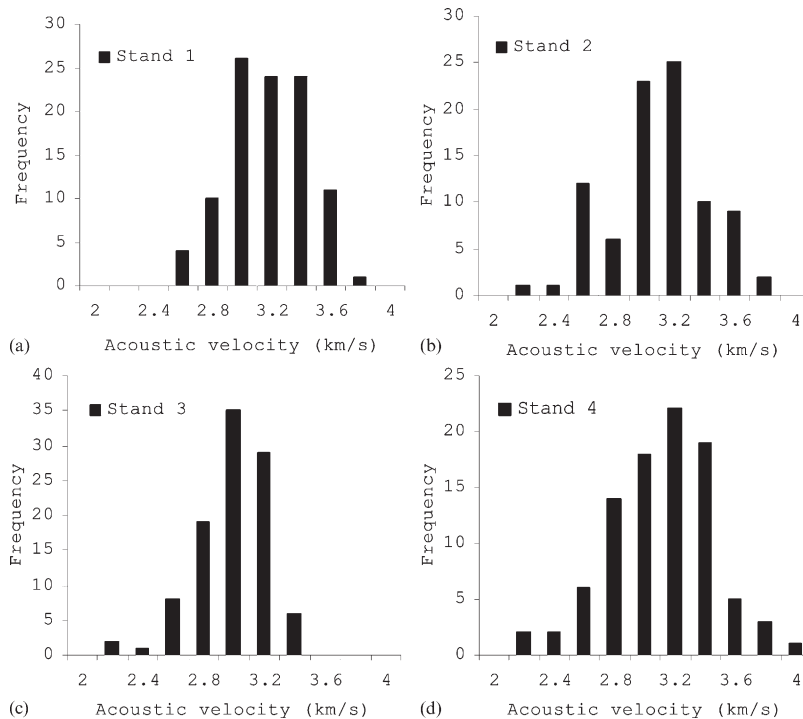 30
25
20
15
10
5
0
Frequency
Stand 1
2 2.4 2.8 3.2 3.6 4
(a) Acoustic velocity (km/s)
30
25
20
15
10
5
0
Frequency
Stand 2
2 2.4 2.8 3.2 3.6 4
(b) Acoustic velocity (km/s)
40
35
30
25
20
15
10
5
0
Frequency
Stand 3
2 2.4 2.8 3.2 3.6 4
(c) Acoustic velocity (km/s)
25
20
15
10
5
0
Frequency
Stand 4
2 2.4 2.8 3.2 3.6 4
(d) Acoustic velocity (km/s)